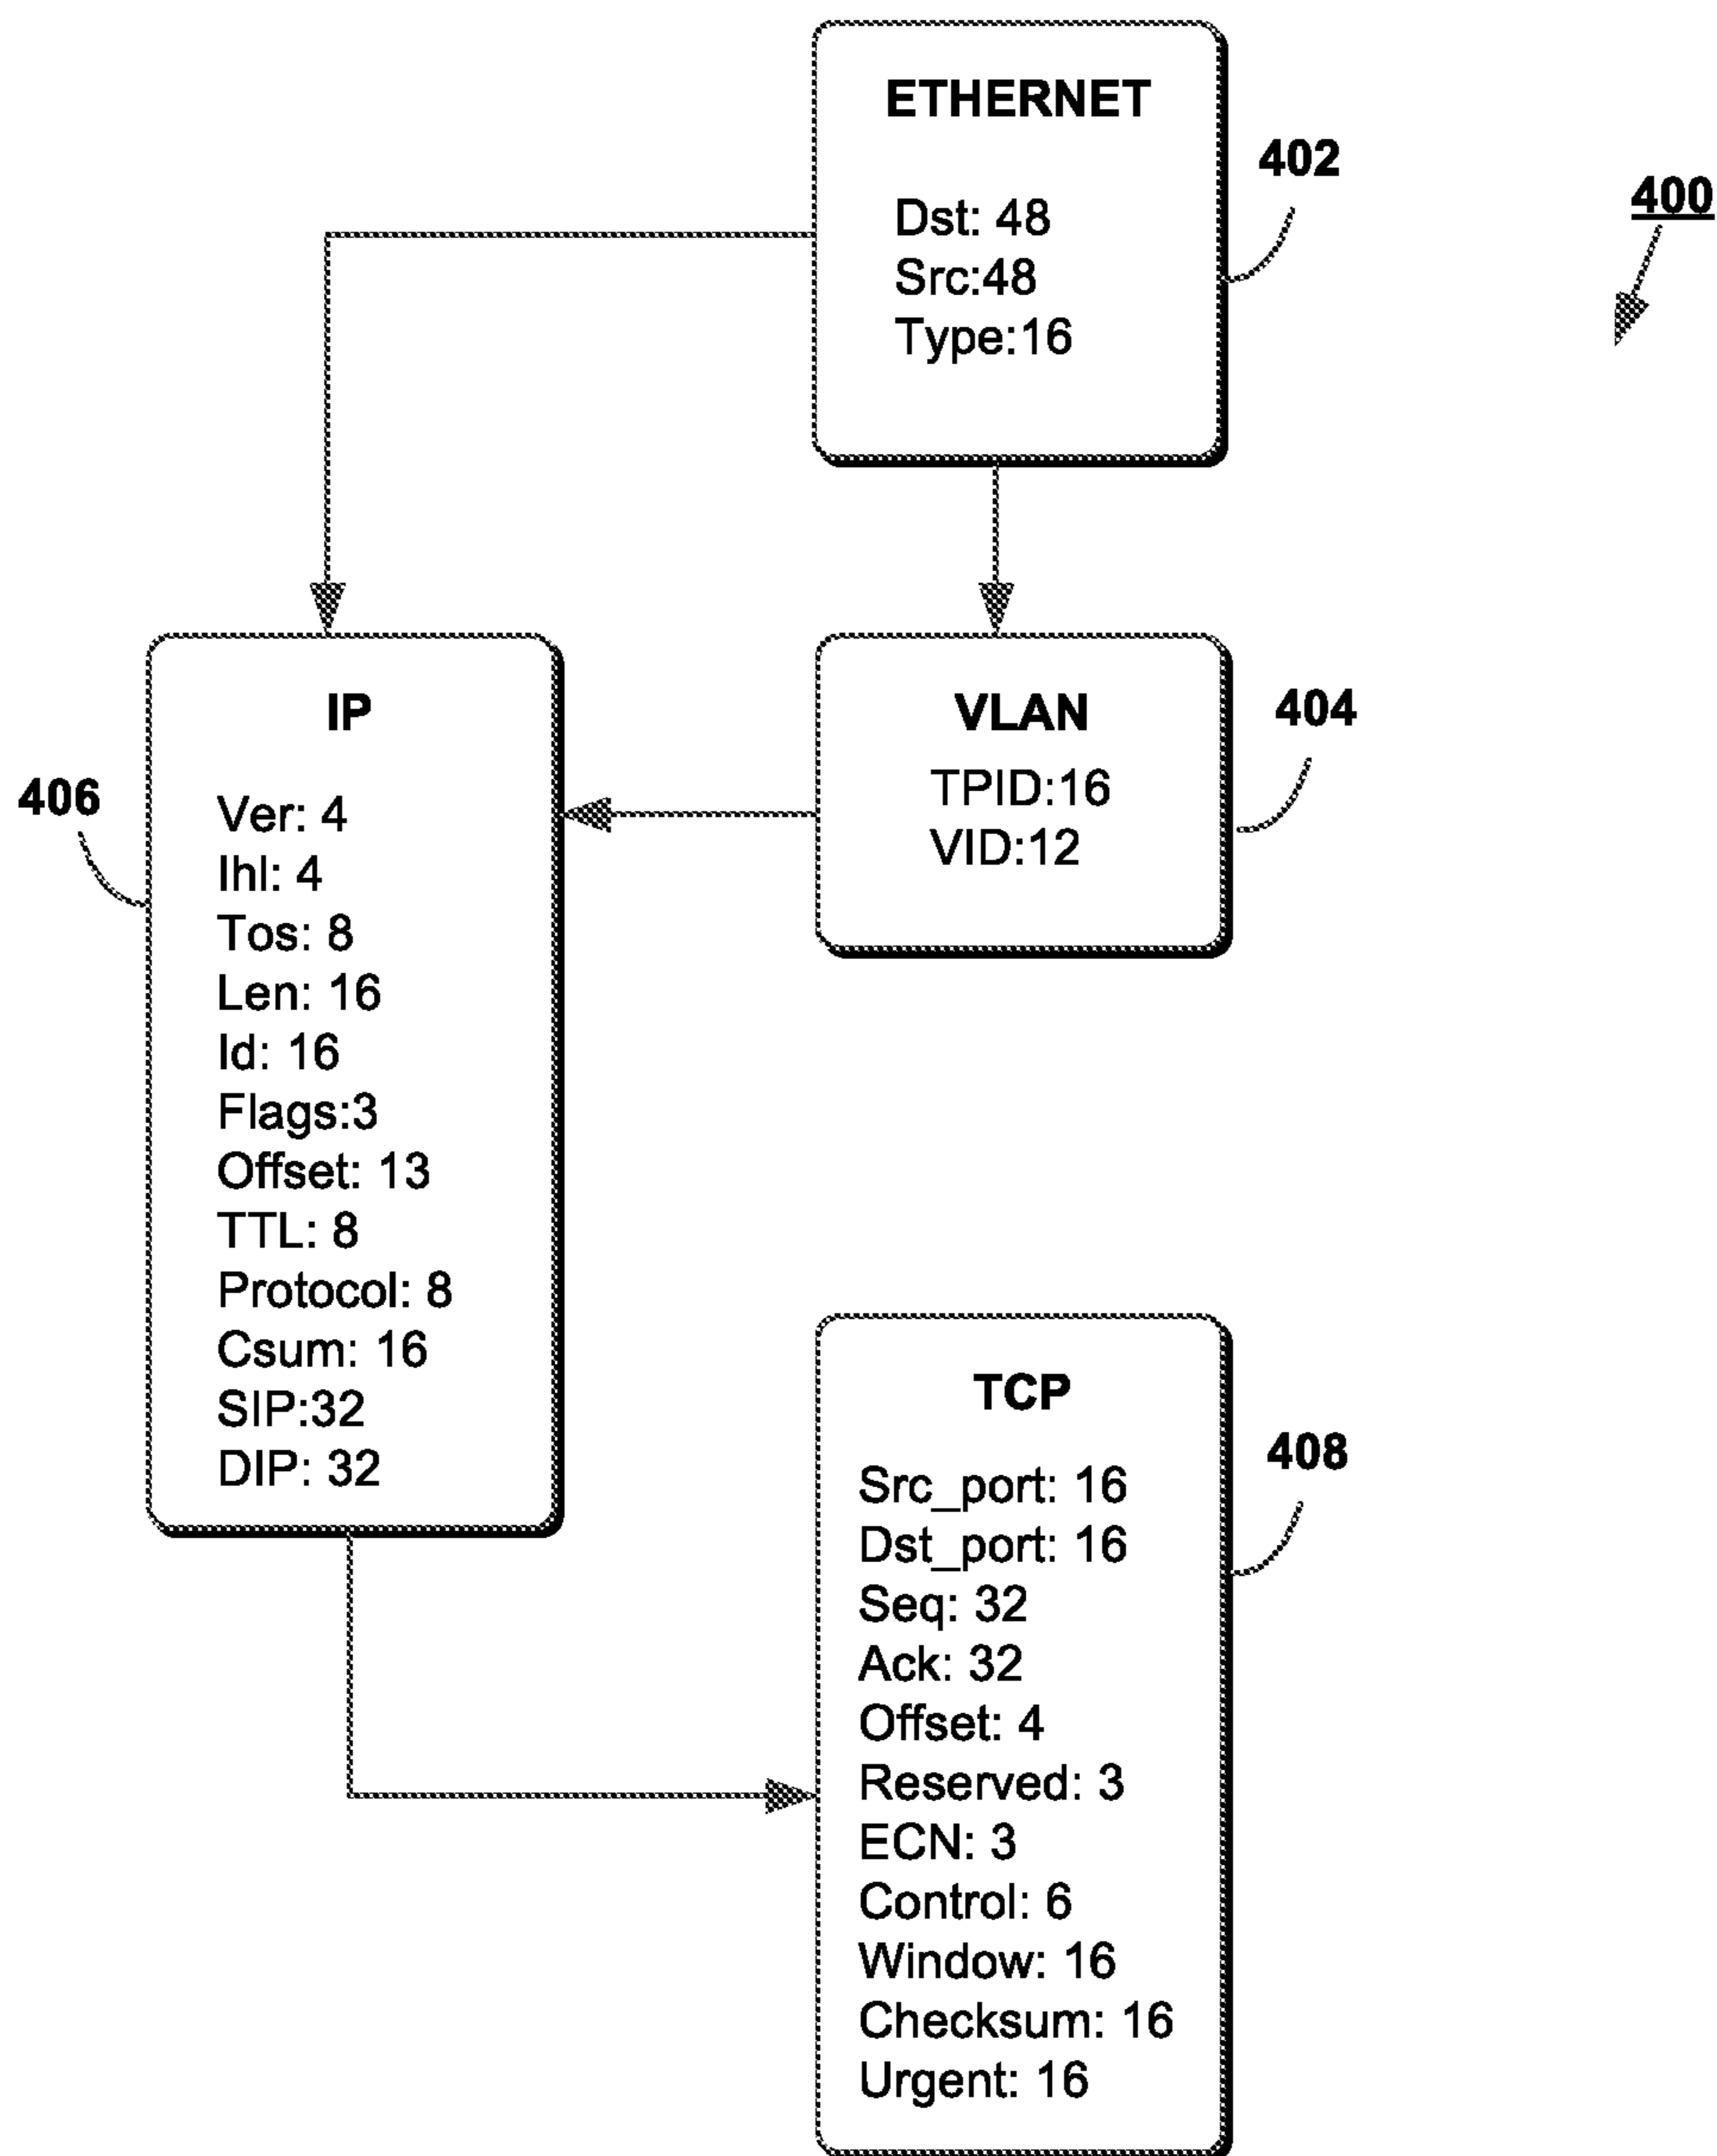 ETHERNET
Dst: 48
Src:48
Type:16
402
400
IP
Ver: 4
Ihl: 4
Tos: 8
Len: 16
Id: 16
Flags:3
Offset: 13
TTL: 8
Protocol: 8
Csum: 16
SIP:32
DIP: 32
406
VLAN
TPID:16
VID:12
404
TCP
Src_port: 16
Dst_port: 16
Seq: 32
Ack: 32
Offset: 4
Reserved: 3
ECN: 3
Control: 6
Window: 16
Checksum: 16
Urgent: 16
408